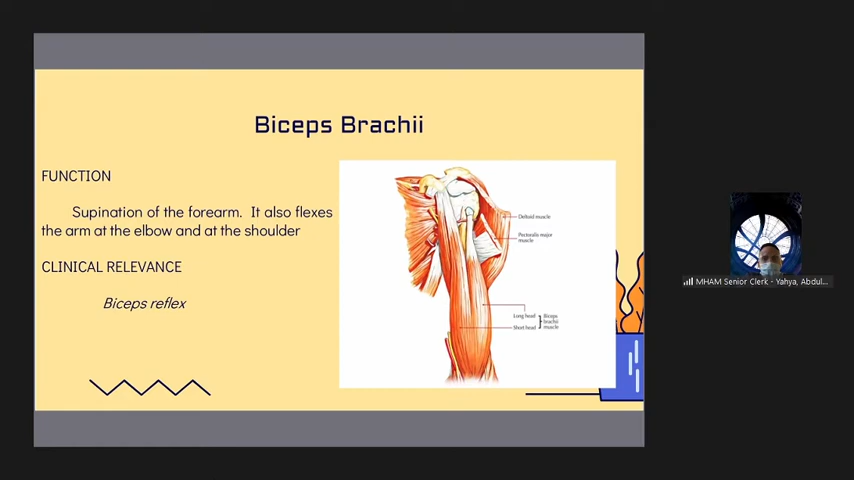 Biceps Brachii
FUNCTION
Supination of the forearm. It also flexes
the arm at the elbow and at the shoulder
CLINICAL RELEVANCE
Biceps reflex
Deltoid muscle
Pectoralis major
muscle
Long head
Short head
Biceps
brachii
muscle
MHAM Senior Clerk - Yahya, Abdul...